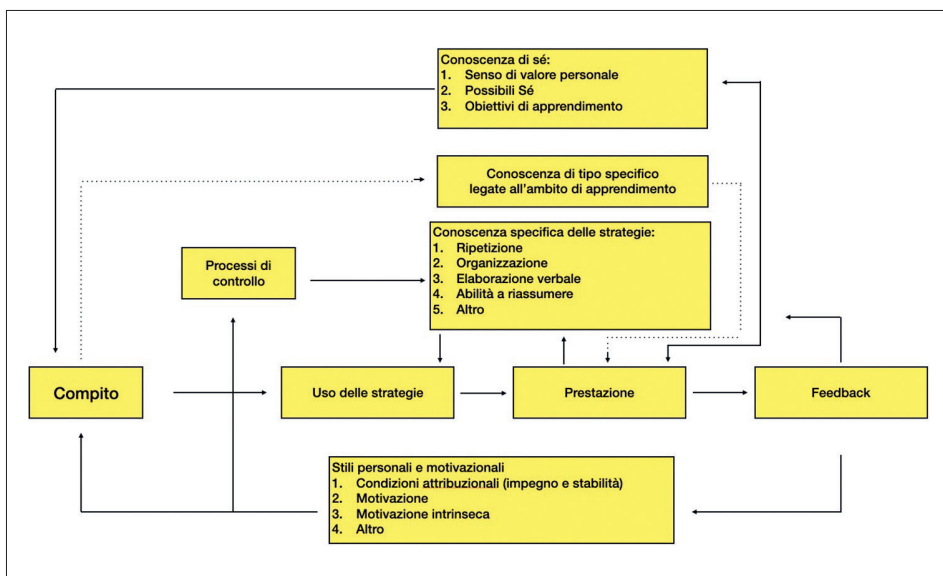 Conoscenza di sé:
1. Senso di valore personale
2. Possibili Sé
3. Obiettivi di apprendimento
Conoscenza di tipo specifico
legate all'ambito di apprendimento
Conoscenza specifica delle strategie:
1. Ripetizione
2. Organizzazione
3. Elaborazione verbale
4. Abilità a riassumere
5. Altro
Processi di
controllo
Compito
Uso delle strategie
Prestazione
Feedback
Stili personali e motivazionali
1. Condizioni attribuzionali (impegno e stabilità)
2. Motivazione
3. Motivazione intrinseca
4. Altro